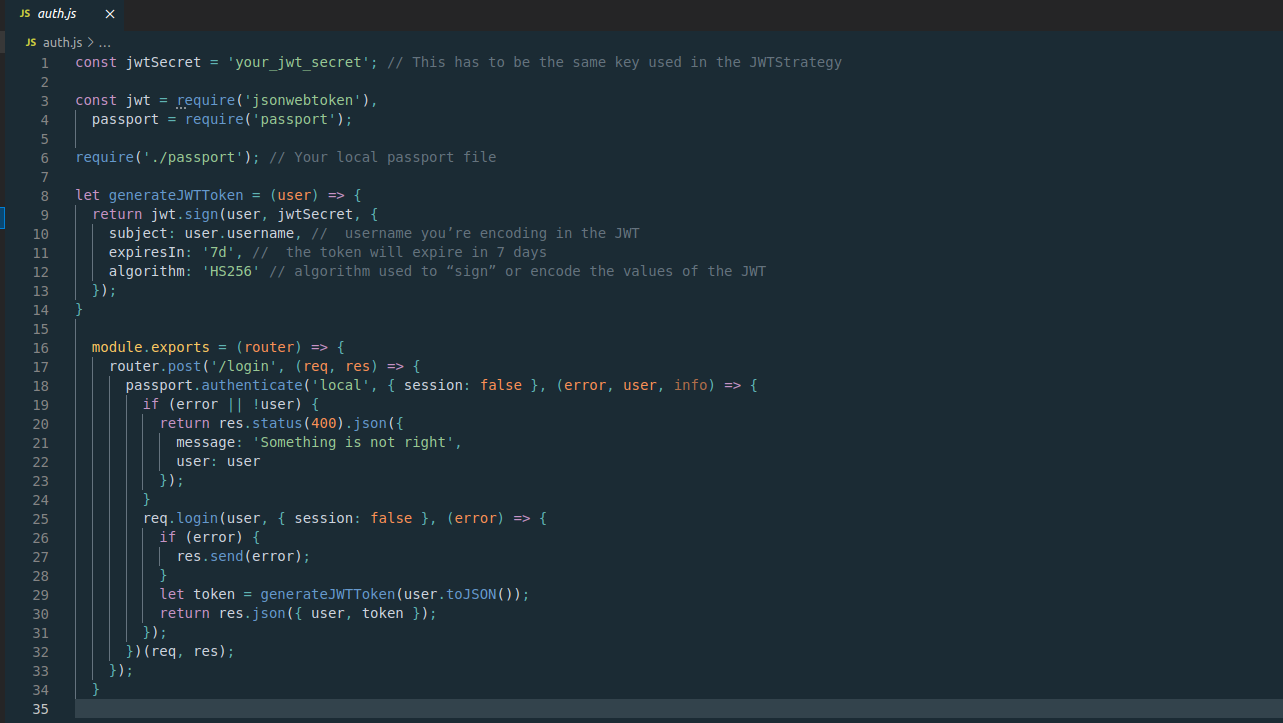 JS auth.js ×
JS auth.js > ...
1 const jwtSecret = 'your_jwt_secret'; // This has to be the same key used in the JWTStrategy
2
3 const jwt = require('jsonwebtoken'),
4   passport = require('passport');
5
6 require('./passport'); // Your local passport file
7
8 let generateJWTToken = (user) => {
9   return jwt.sign(user, jwtSecret, {
10     subject: user.username, //  username you’re encoding in the JWT
11     expiresIn: '7d', //  the token will expire in 7 days
12     algorithm: 'HS256' // algorithm used to “sign” or encode the values of the JWT
13   });
14 }
15
16   module.exports = (router) => {
17     router.post('/login', (req, res) => {
18       passport.authenticate('local', { session: false }, (error, user, info) => {
19         if (error || !user) {
20           return res.status(400).json({
21             message: 'Something is not right',
22             user: user
23           });
24         }
25         req.login(user, { session: false }, (error) => {
26           if (error) {
27             res.send(error);
28           }
29           let token = generateJWTToken(user.toJSON());
30           return res.json({ user, token });
31         });
32       })(req, res);
33     });
34   }
35